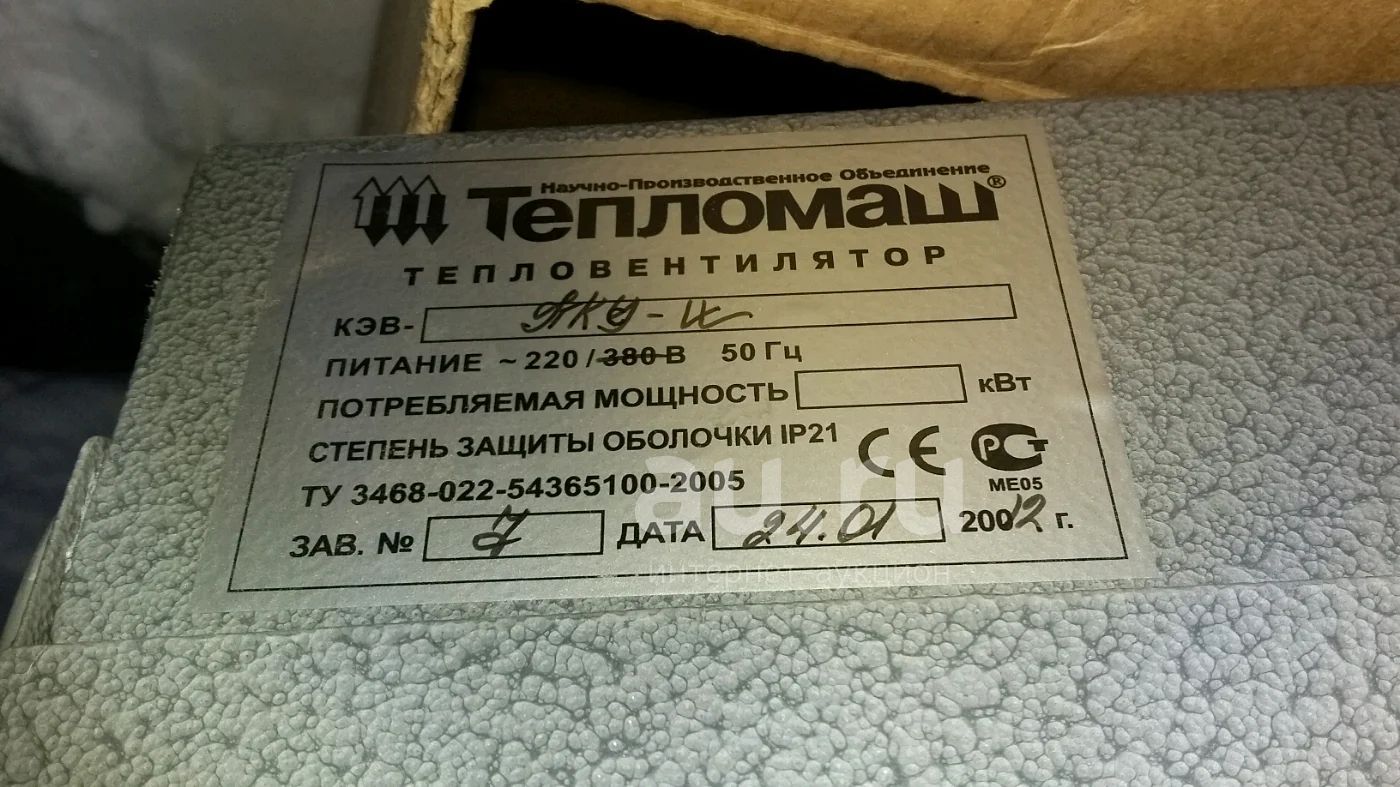 Научно-Производственное Объединение
Тепломаш®
ТЕПЛОВЕНТИЛЯТОР
КЭВ-
ПИТАНИЕ ~ 220 / 380 В 50 Гц
ПОТРЕБЛЯЕМАЯ МОЩНОСТЬ кВт
СТЕПЕНЬ ЗАЩИТЫ ОБОЛОЧКИ IP21 CE РСТ
ТУ 3468-022-54365100-2005 МЕ05
ЗАВ. № 7 ДАТА 24.01 20012 г.
au.ru
интернет-аукцион